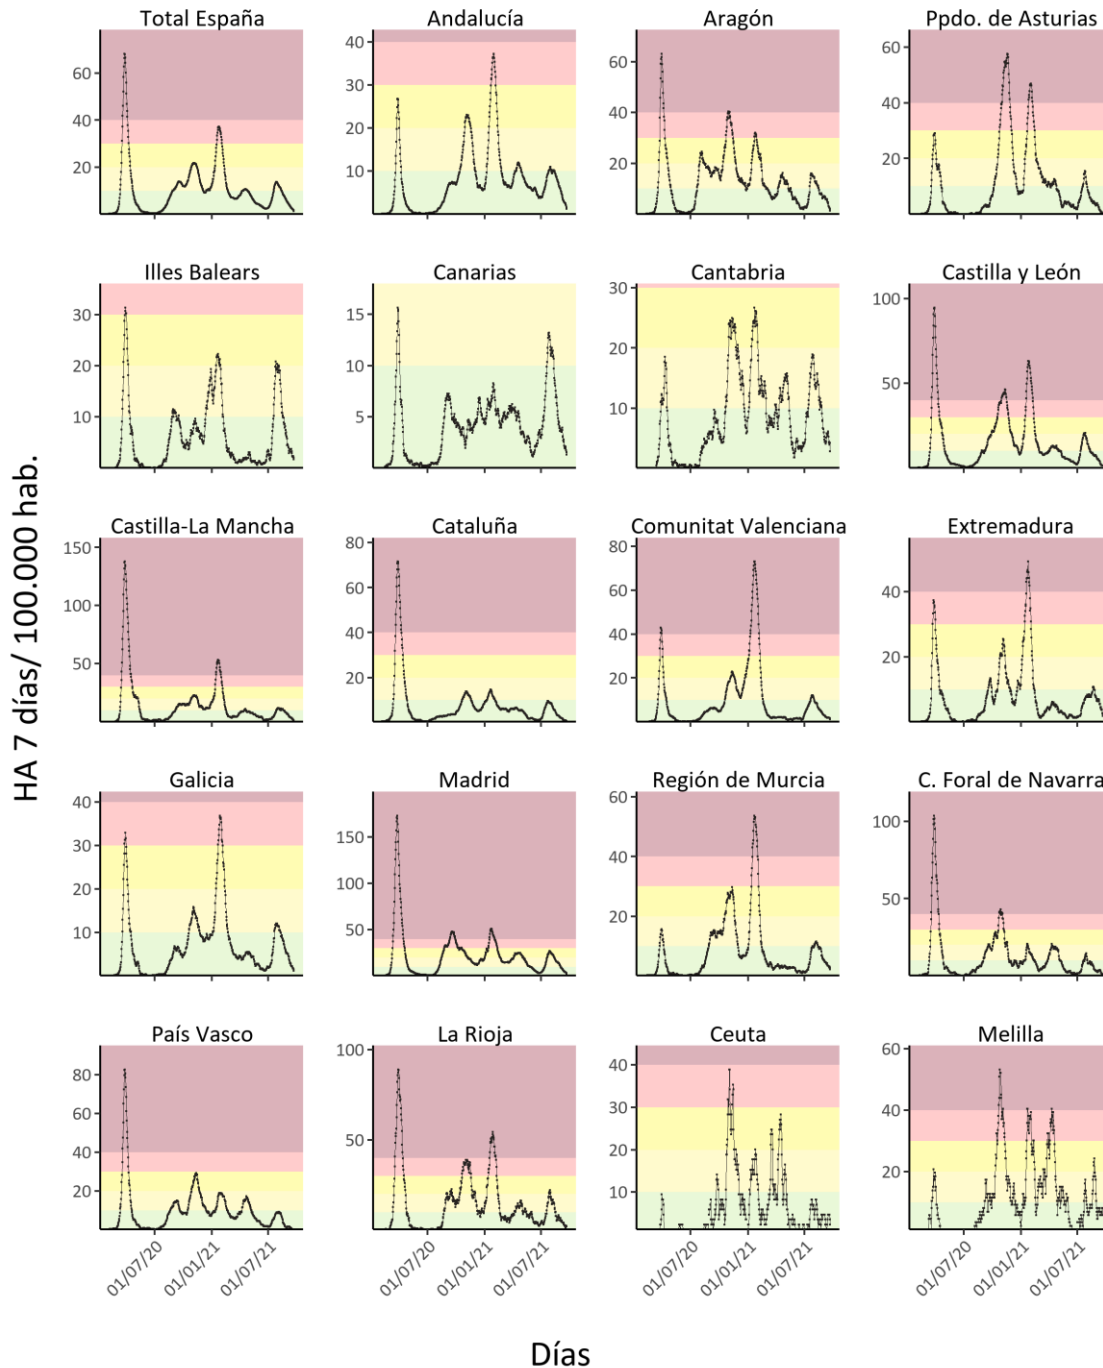 Total España Andalucía Aragón Ppdo. de Asturias
60 40 20
40 30 20 10
60 40 20
60 40 20
Illes Balears Canarias Cantabria Castilla y León
30 20 10
15 10 5
30 20 10
100 50
Castilla-La Mancha Cataluña Comunitat Valenciana Extremadura
150 100 50
80 60 40 20
80 60 40 20
40 20
Galicia Madrid Región de Murcia C. Foral de Navarra
40 30 20 10
150 100 50
60 40 20
100 50
País Vasco La Rioja Ceuta Melilla
80 60 40 20
100 50
40 30 20 10
60 40 20
01/07/20 01/01/21 01/07/21
01/07/20 01/01/21 01/07/21
01/07/20 01/01/21 01/07/21
01/07/20 01/01/21 01/07/21
HA 7 días/ 100.000 hab.
Días